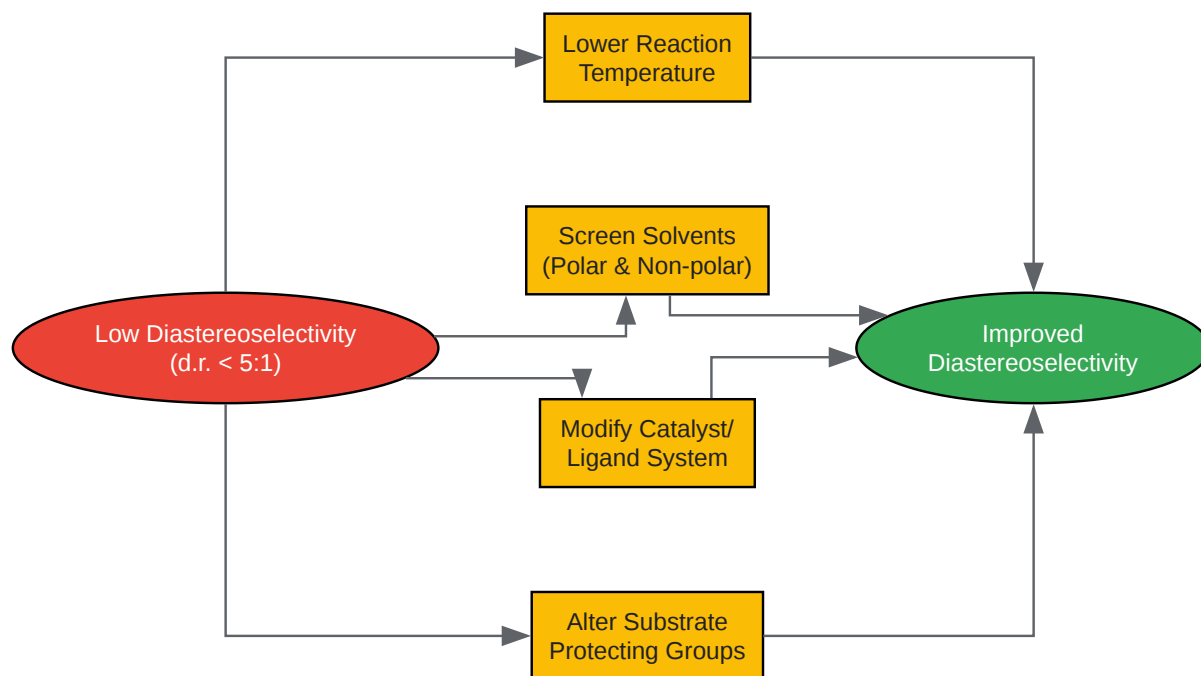 Lower Reaction
Temperature
Screen Solvents
(Polar & Non-polar)
Low Diastereoselectivity
(d.r. < 5:1)
Improved
Diastereoselectivity
Modify Catalyst/
Ligand System
Alter Substrate
Protecting Groups